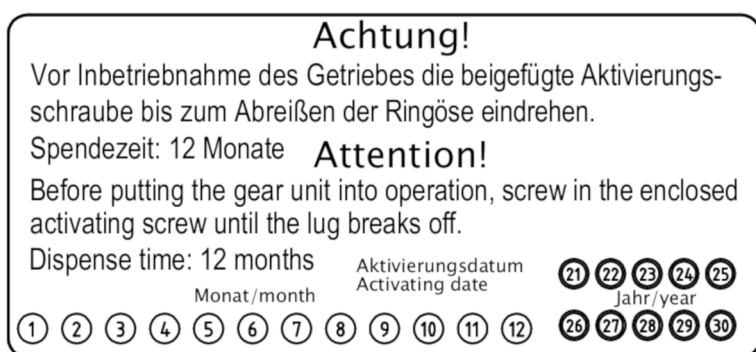 Achtung!
Vor Inbetriebnahme des Getriebes die beigefügte Aktivierungs-
schraube bis zum Abreißen der Ringöse eindrehen.
Spendezeit: 12 Monate
Attention!
Before putting the gear unit into operation, screw in the enclosed
activating screw until the lug breaks off.
Dispense time: 12 months
Aktivierungsdatum
Activating date
21 22 23 24 25
Monat/month
Jahr/year
1 2 3 4 5 6 7 8 9 10 11 12
26 27 28 29 30